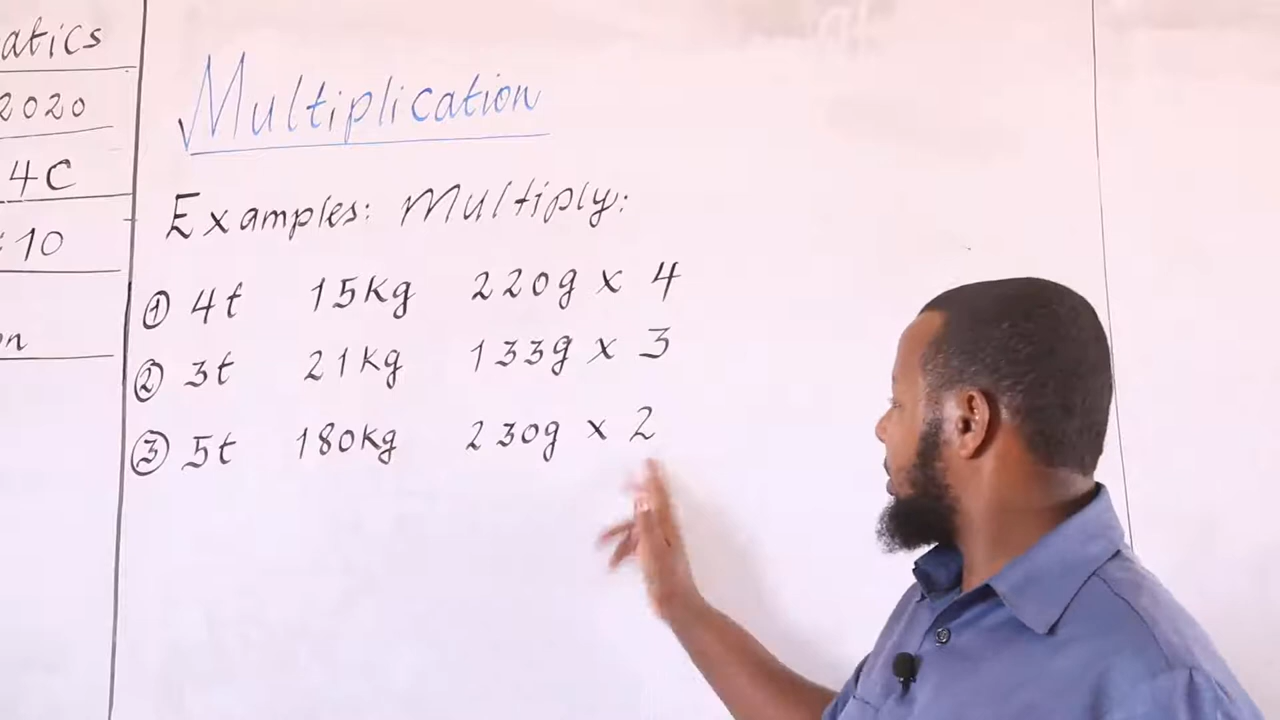 2020
4C
10
Multiplication
Examples: Multiply:
① 4t 15kg 220g x 4
② 3t 21kg 133g x 3
③ 5t 180kg 230g x 2